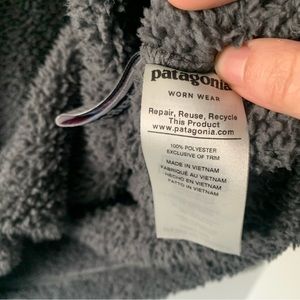 patagonia
WORN WEAR
Repair, Reuse, Recycle
This Product
www.patagonia.com
100% POLYESTER
EXCLUSIVE OF TRIM
MADE IN VIETNAM
FABRIQUÉ AU VIETNAM
HECHO EN VIETNAM
FATTO IN VIETNAM